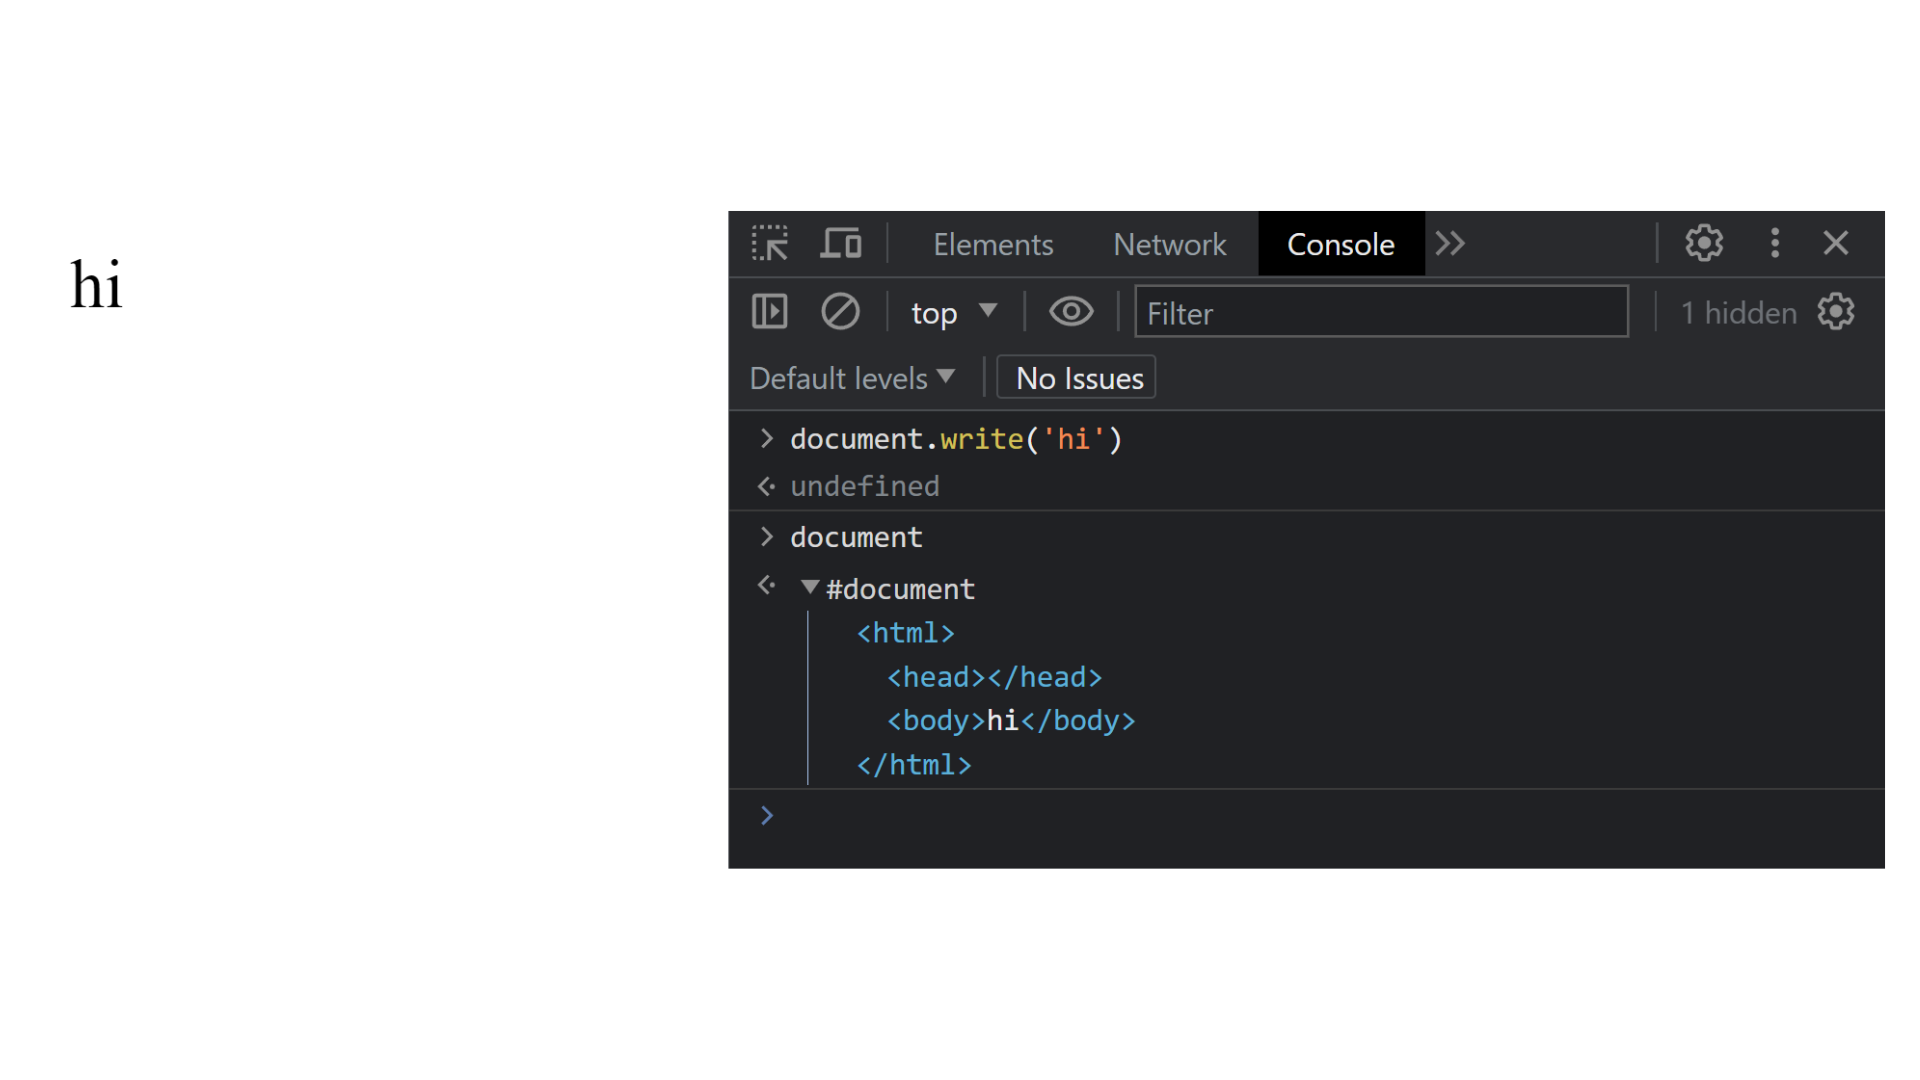 hi
Elements Network Console
top Filter 1 hidden
Default levels No Issues
document.write('hi')
undefined
document
#document
<html>
<head></head>
<body>hi</body>
</html>